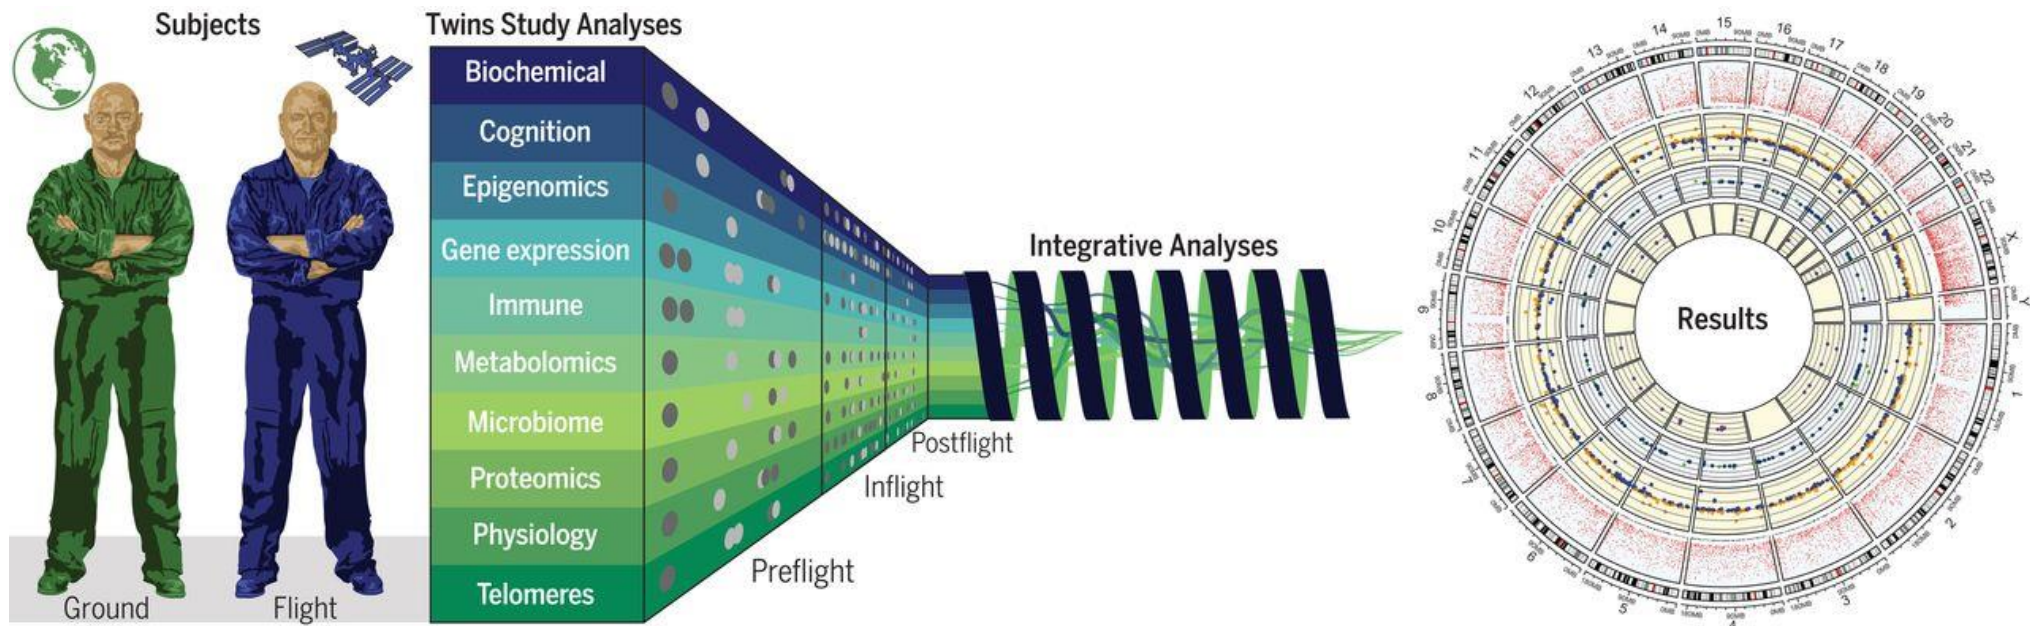 Subjects
Ground
Flight
Twins Study Analyses
Biochemical
Cognition
Epigenomics
Gene expression
Immune
Metabolomics
Microbiome
Proteomics
Physiology
Telomeres
Preflight
Inflight
Postflight
Integrative Analyses
Results
1
2
3
4
5
6
7
8
9
10
11
12
13
14
15
16
17
18
19
20
21
22
X
Y